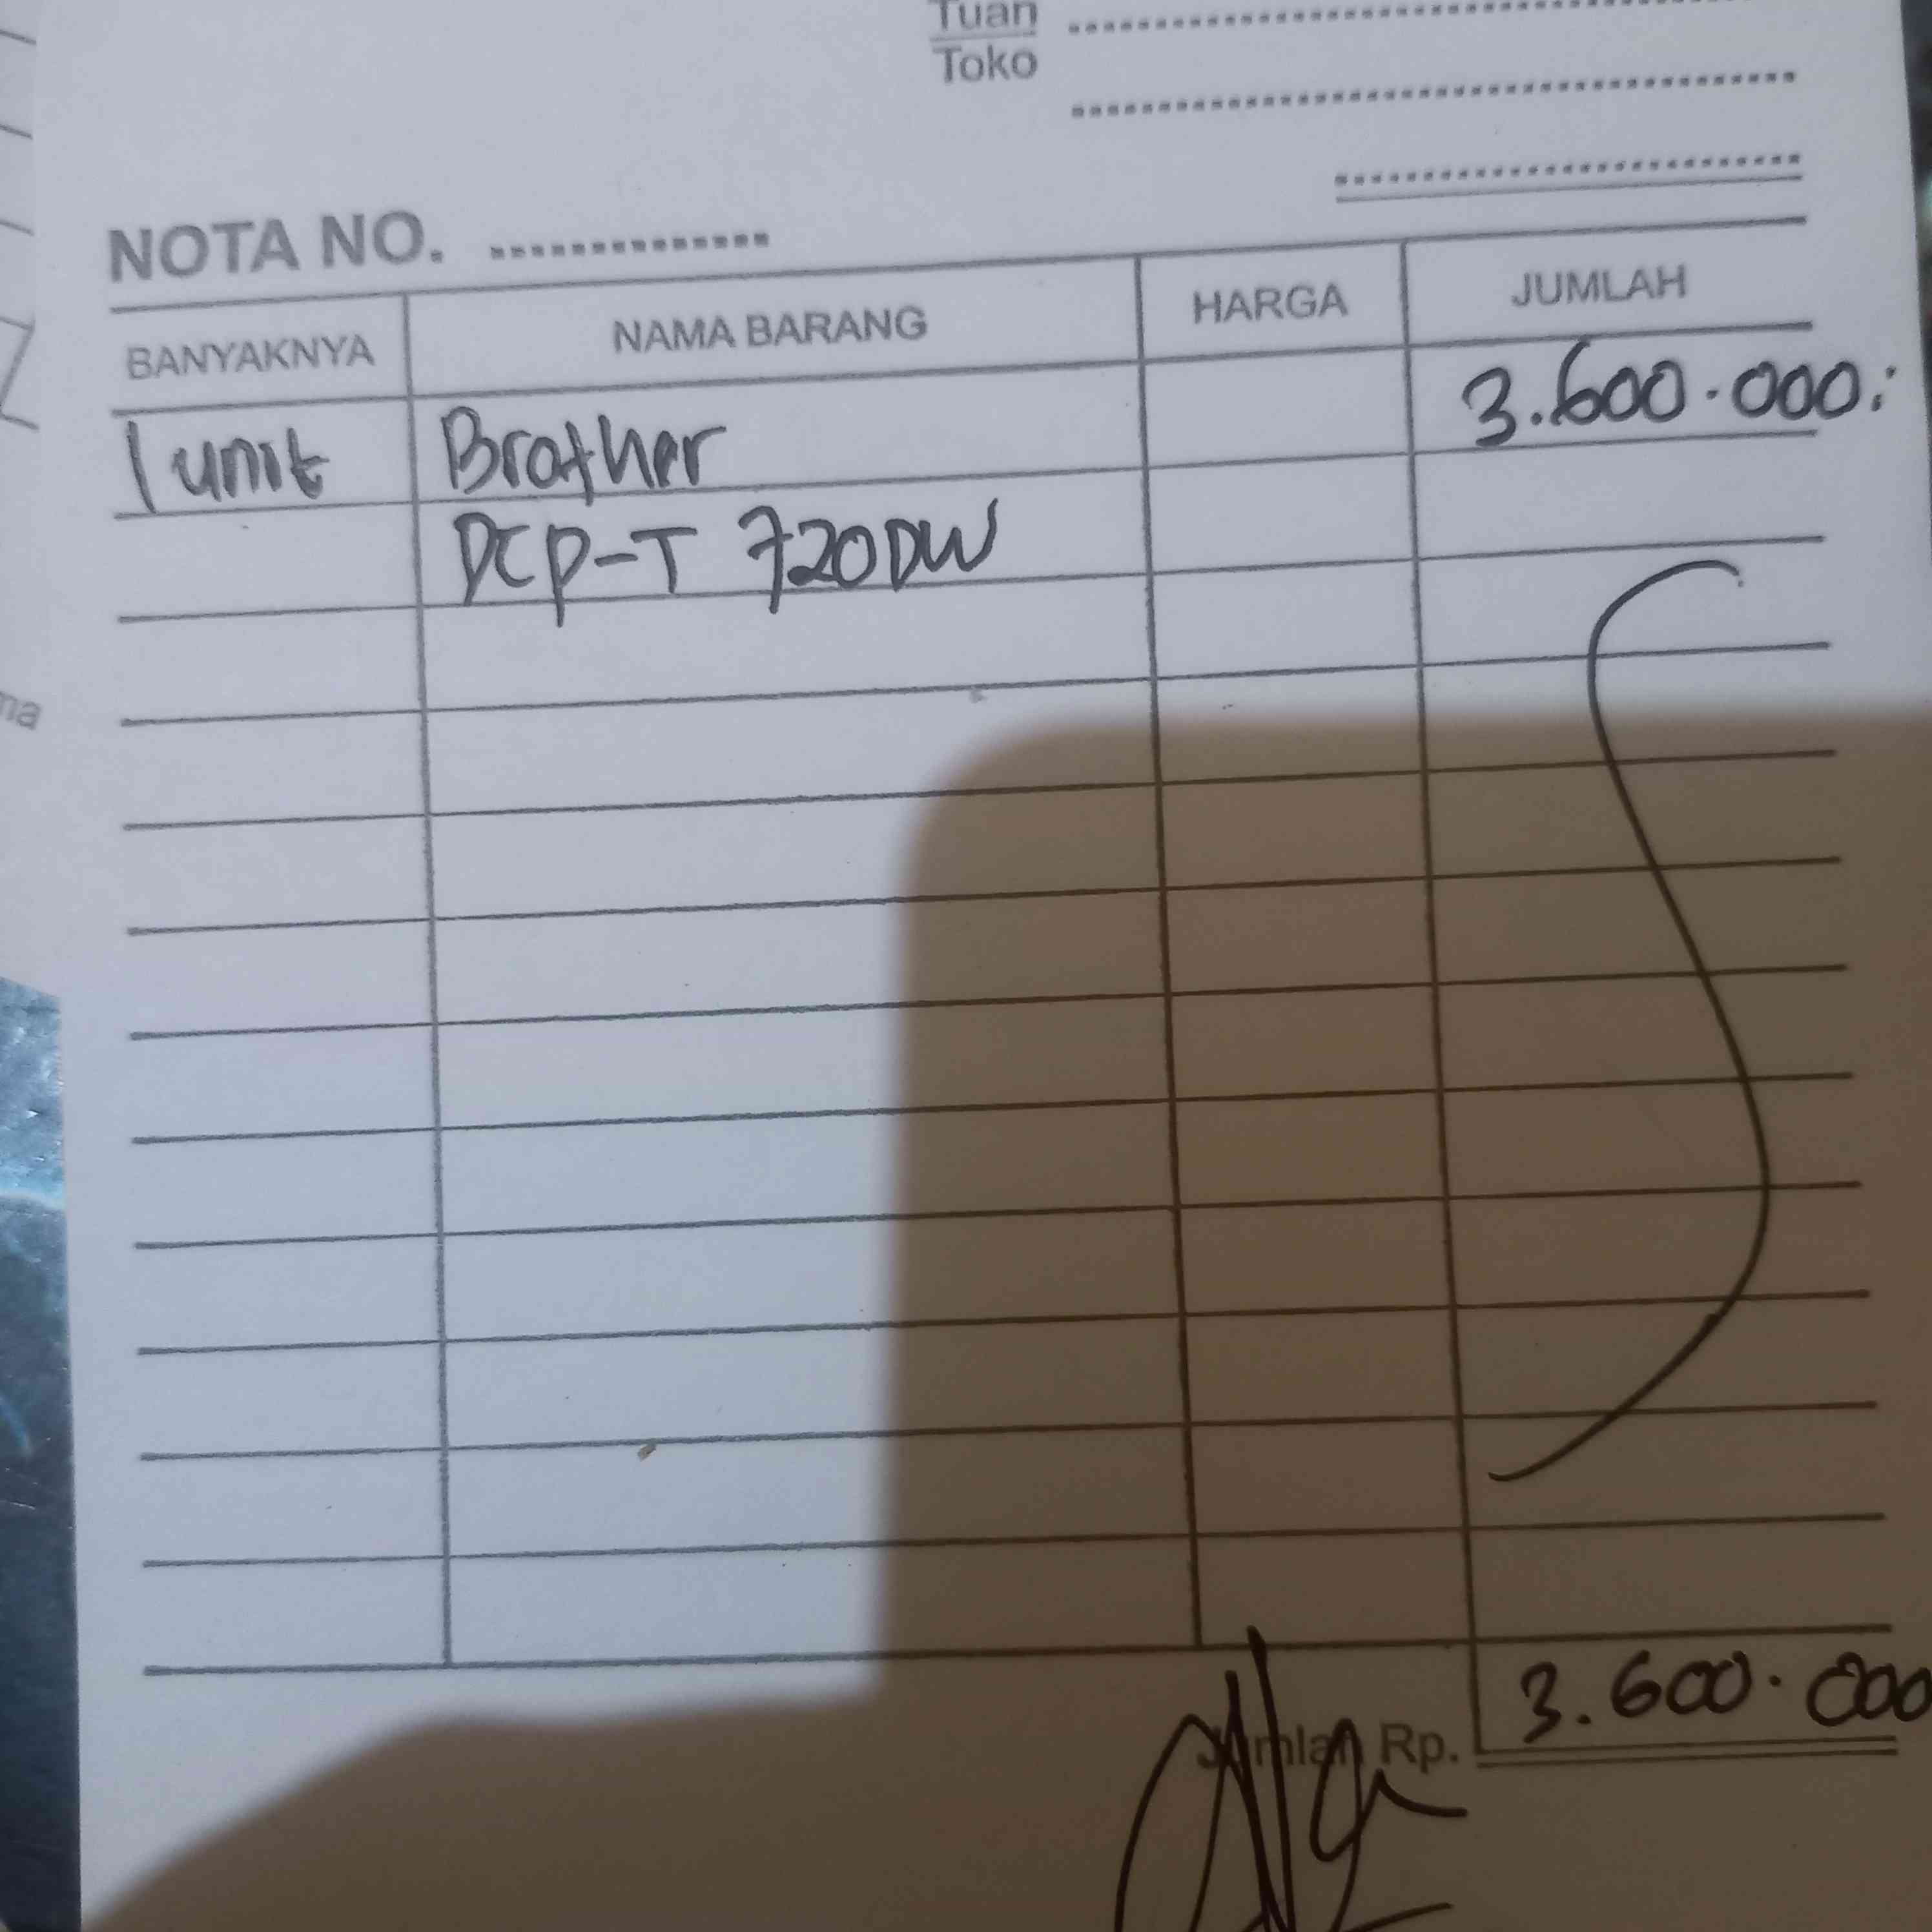 Tuan
Toko
NOTA NO.
BANYAKNYA NAMA BARANG HARGA JUMLAH
1 unit Brother 3.600.000.-
DCP-T 720DW
Jumlah Rp. 3.600.000